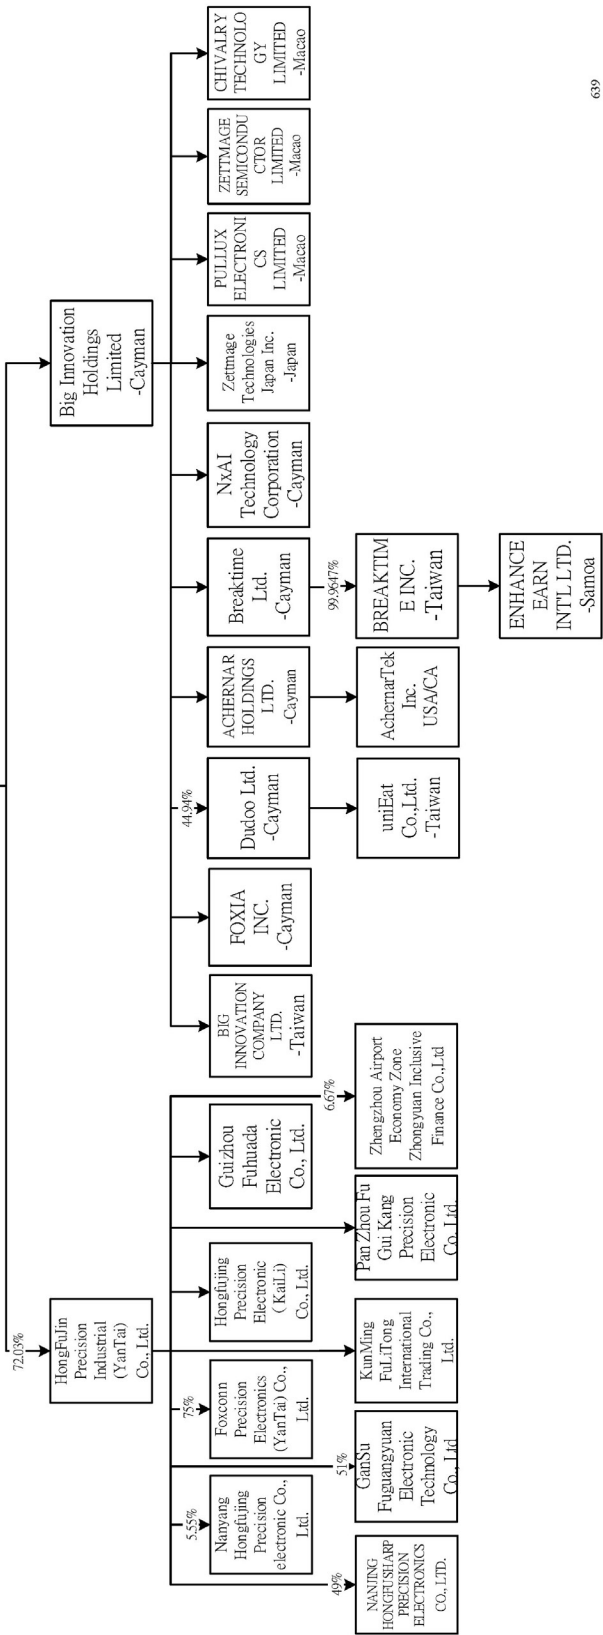 72.03%
HongFuJin
Precision
Industrial
(YanTai)
Co., Ltd.
Big Innovation
Holdings
Limited
-Cayman
5.55%
Nanyang
Hongfujing
Precision
electronic Co.,
Ltd.
75%
Foxconn
Precision
Electronics
(YanTai) Co.,
Ltd.
Hongfujing
Precision
Electronic
( KaiLi)
Co., Ltd.
Guizhou
Fuhuada
Electronic
Co., Ltd.
BIG
INNOVATION
COMPANY
LTD.
-Taiwan
FOXIA
INC.
-Cayman
44.94%
Dudoo Ltd.
-Cayman
ACHERNAR
HOLDINGS
LTD.
-Cayman
Breaktime
Ltd.
-Cayman
NxAI
Technology
Corporation
-Cayman
Zettmage
Technologies
Japan Inc.
-Japan
PULLUX
ELECTRONI
CS
LIMITED
-Macao
ZETTMAGE
SEMICONDU
CTOR
LIMITED
-Macao
CHIVALRY
TECHNOLO
GY
LIMITED
-Macao
49%
NANJING
HONGFUSHARP
PRECISION
ELECTRONICS
CO., LTD.
51%
GanSu
Fuguangyuan
Electronic
Technology
Co., Ltd
KunMing
FuLiTong
International
Trading Co.,
Ltd.
Pan Zhou Fu
Gui Kang
Precision
Electronic
Co. Ltd.
6.67%
Zhengzhou Airport
Economy Zone
Zhongyuan Inclusive
Finance Co.,Ltd
uniEat
Co.,Ltd.
-Taiwan
AchernarTek
Inc.
USA/CA
99.9647%
BREAKTIM
E INC.
-Taiwan
ENHANCE
EARN
INT'L LTD.
-Samoa
639